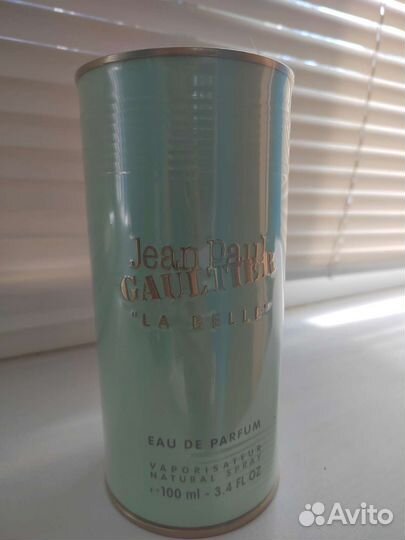 Jean Paul
GAULTIER
"LA BELLE"
EAU DE PARFUM
VAPORISATEUR
NATURAL SPRAY
℮ 100 ml - 3.4 FL OZ
Avito